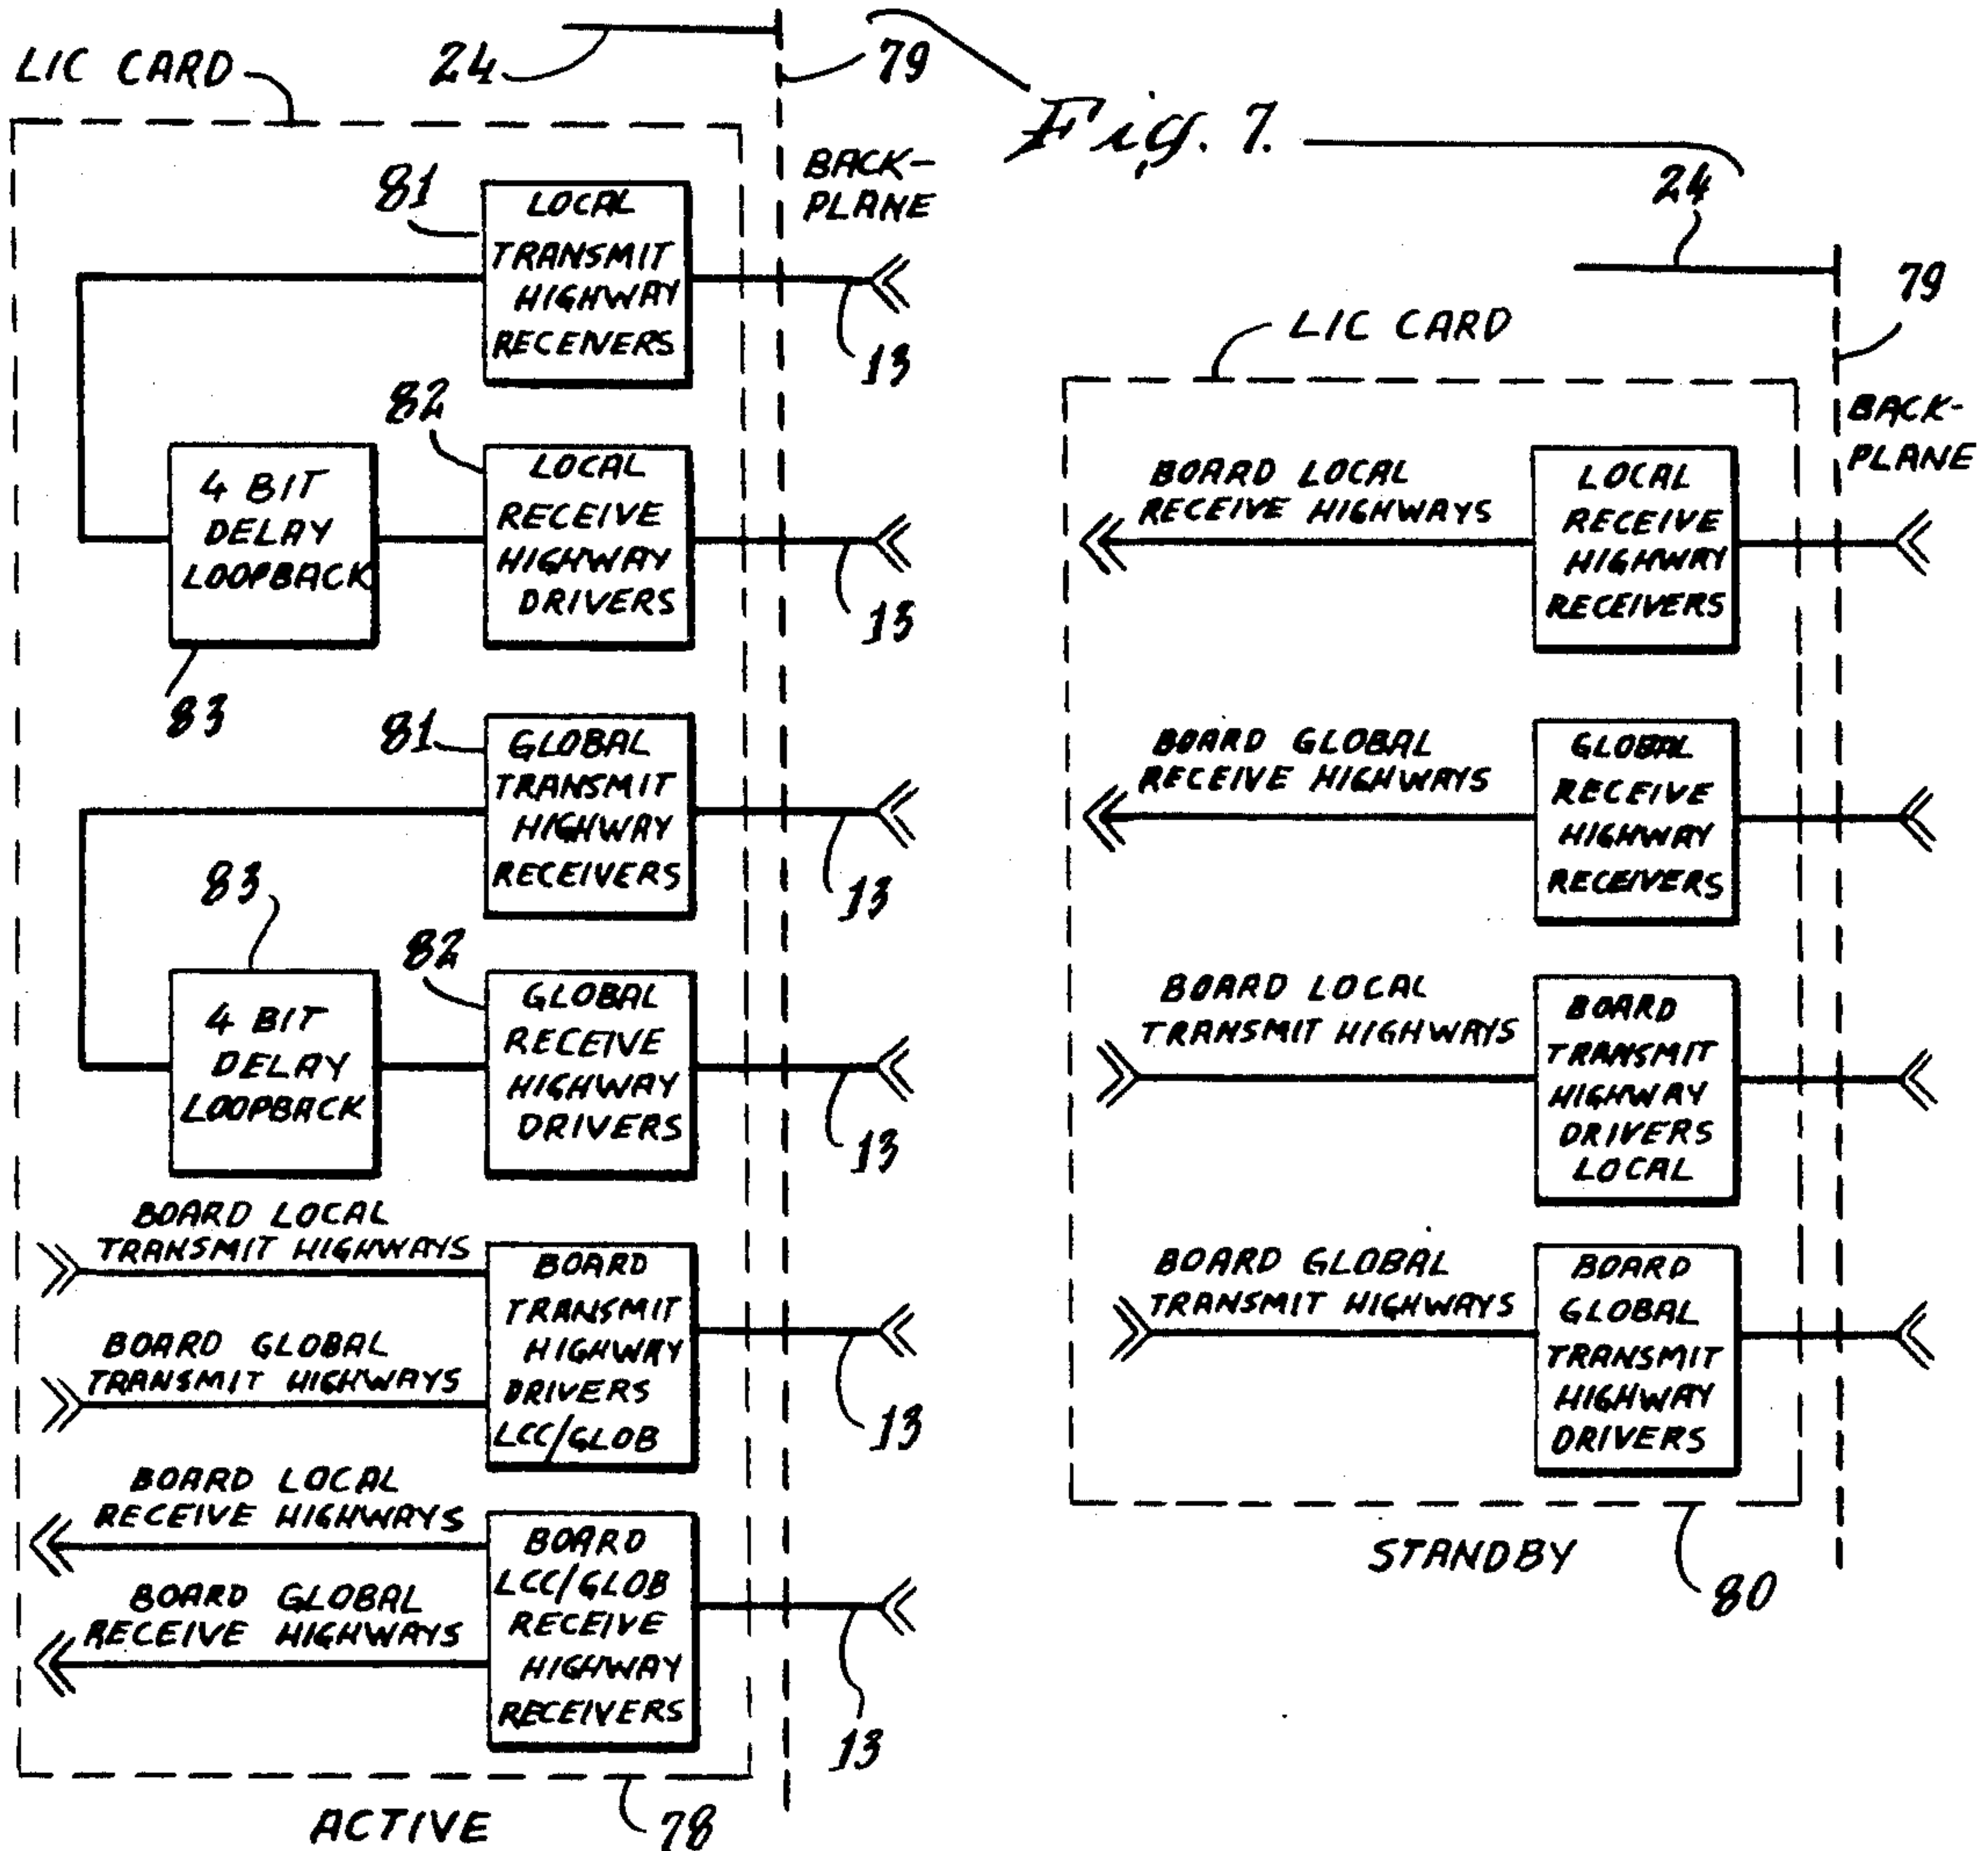 LIC CARD
24
79
Fig. 7.
BACK-
PLANE
81
LOCAL
TRANSMIT
HIGHWAY
RECEIVERS
13
82
4 BIT
DELAY
LOOPBACK
LOCAL
RECEIVE
HIGHWAY
DRIVERS
13
83
81
GLOBAL
TRANSMIT
HIGHWAY
RECEIVERS
13
83
82
4 BIT
DELAY
LOOPBACK
GLOBAL
RECEIVE
HIGHWAY
DRIVERS
13
BOARD LOCAL
TRANSMIT HIGHWAYS
BOARD GLOBAL
TRANSMIT HIGHWAYS
BOARD
TRANSMIT
HIGHWAY
DRIVERS
LCC/GLOB
13
BOARD LOCAL
RECEIVE HIGHWAYS
BOARD GLOBAL
RECEIVE HIGHWAYS
BOARD
LCC/GLOB
RECEIVE
HIGHWAY
RECEIVERS
13
ACTIVE
78
24
79
LIC CARD
BACK-
PLANE
BOARD LOCAL
RECEIVE HIGHWAYS
LOCAL
RECEIVE
HIGHWAY
RECEIVERS
BOARD GLOBAL
RECEIVE HIGHWAYS
GLOBAL
RECEIVE
HIGHWAY
RECEIVERS
BOARD LOCAL
TRANSMIT HIGHWAYS
BOARD
TRANSMIT
HIGHWAY
DRIVERS
LOCAL
BOARD GLOBAL
TRANSMIT HIGHWAYS
BOARD
GLOBAL
TRANSMIT
HIGHWAY
DRIVERS
STANDBY
80